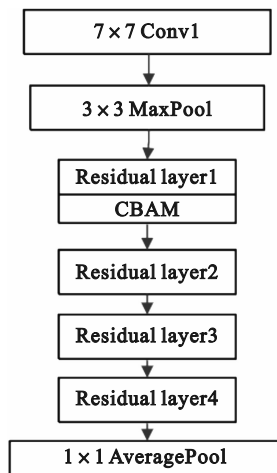 7 × 7 Conv1
3 × 3 MaxPool
Residual layer1
CBAM
Residual layer2
Residual layer3
Residual layer4
1 × 1 AveragePool